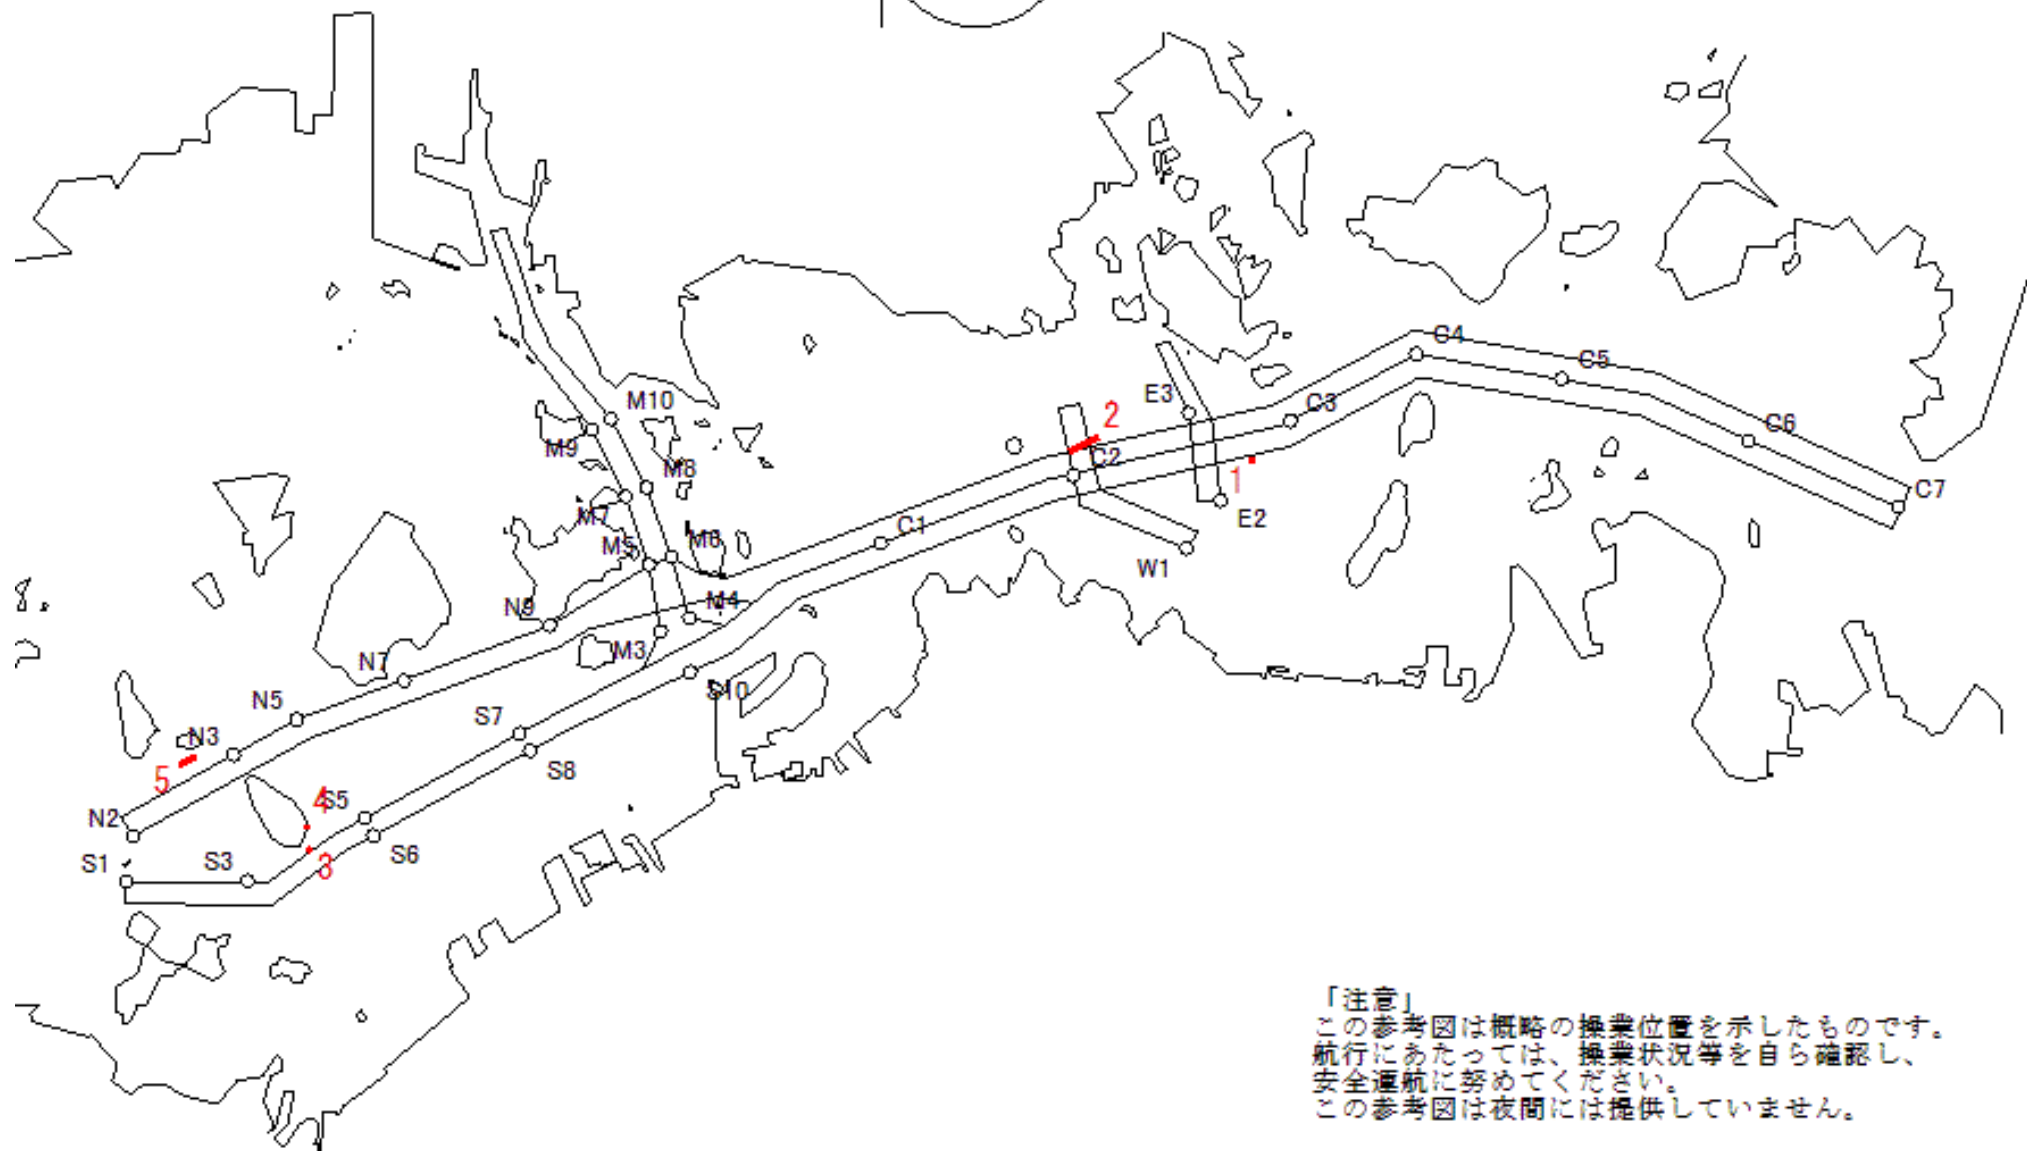 C4
C5
M10
E3
2
C3
C6
M9
C2
M8
1
C7
M7
C1
E2
M5
M6
W1
N9
M4
M3
N7
S10
N5
S7
N3
5
S8
4
S5
N2
S1
S3
3
S6
「注意」
この参考図は概略の操業位置を示したものです。
航行にあたっては、操業状況等を自ら確認し、
安全運航に努めてください。
この参考図は夜間には提供していません。